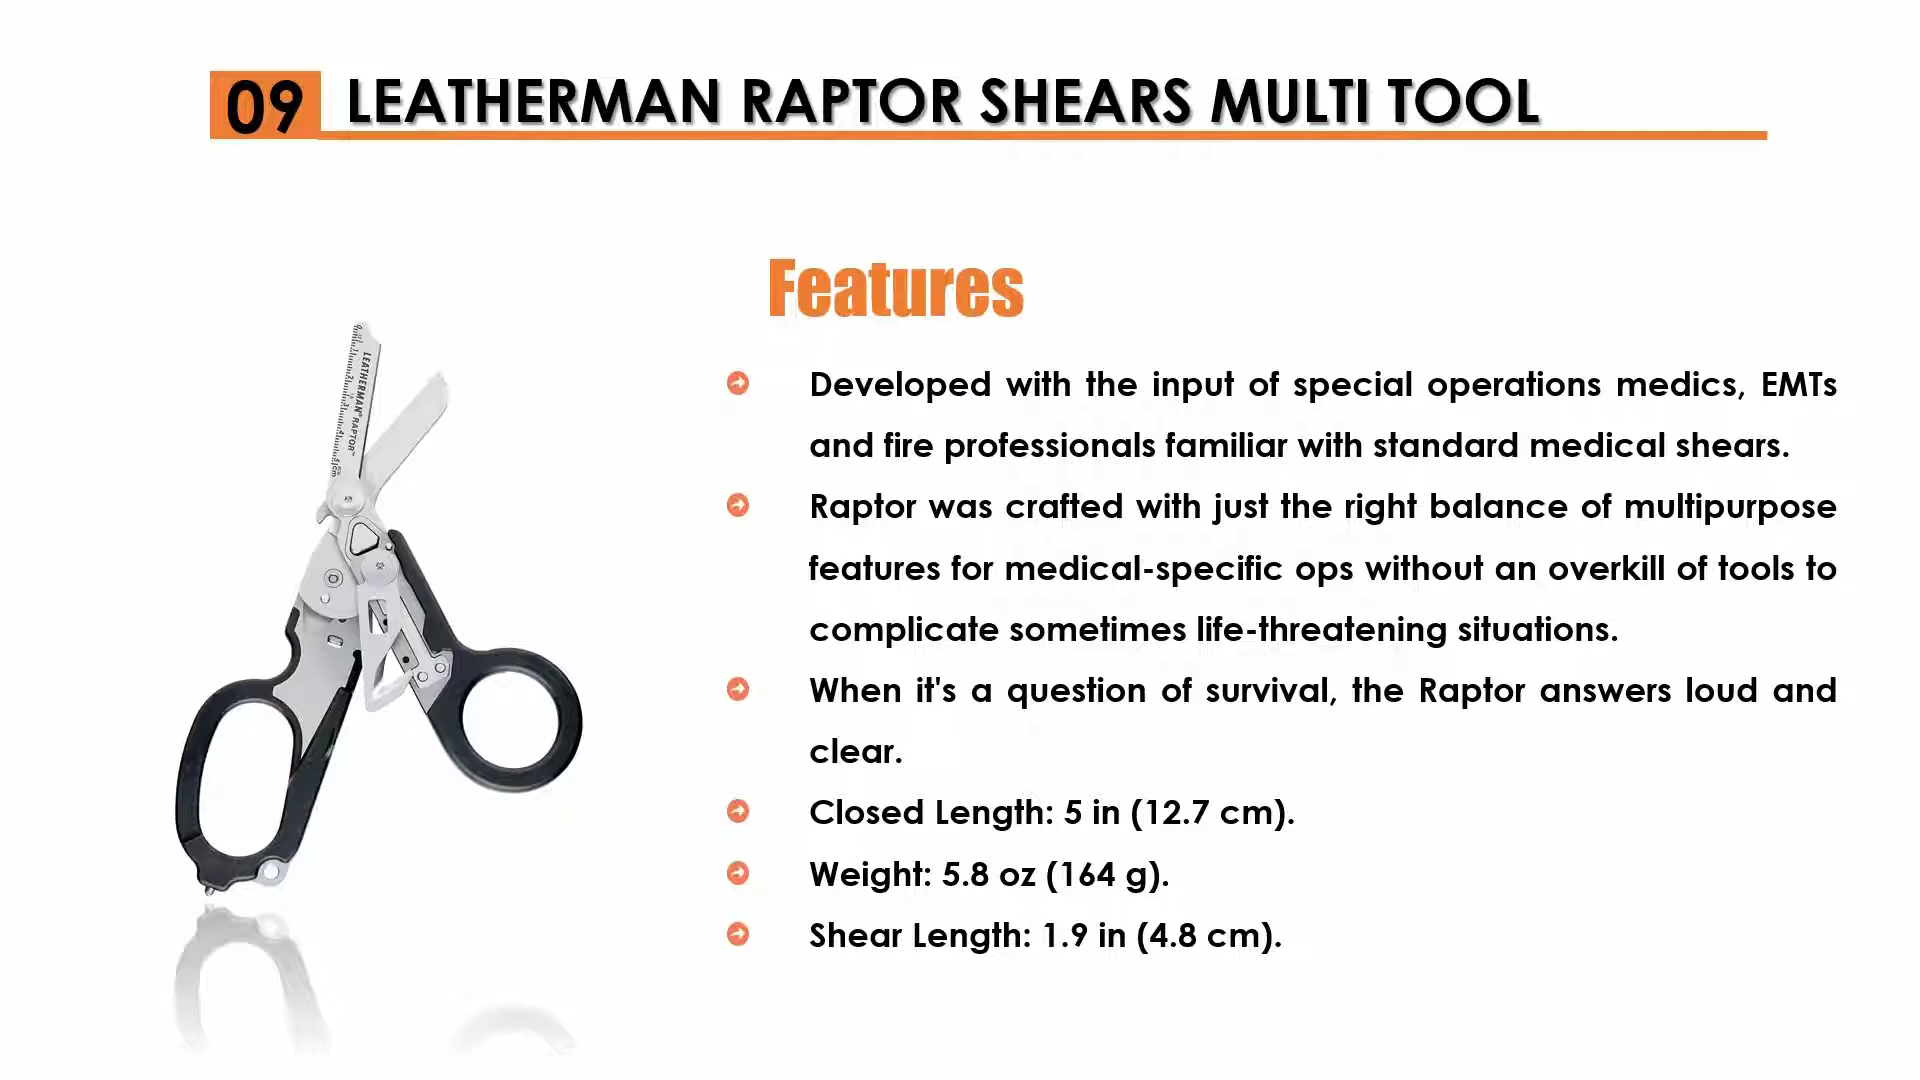 09 LEATHERMAN RAPTOR SHEARS MULTI TOOL
Features
Developed with the input of special operations medics, EMTs
and fire professionals familiar with standard medical shears.
Raptor was crafted with just the right balance of multipurpose
features for medical-specific ops without an overkill of tools to
complicate sometimes life-threatening situations.
When it's a question of survival, the Raptor answers loud and
clear.
Closed Length: 5 in (12.7 cm).
Weight: 5.8 oz (164 g).
Shear Length: 1.9 in (4.8 cm).
LEATHERMAN® RAPTOR™